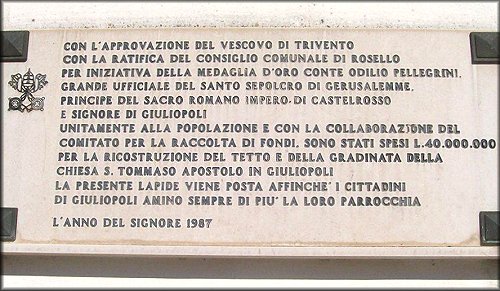 CON L'APPROVAZIONE DEL VESCOVO DI TRIVENTO
CON LA RATIFICA DEL CONSIGLIO COMUNALE DI ROSELLO
PER INIZIATIVA DELLA MEDAGLIA D'ORO CONTE ODILIO PELLEGRINI,
GRANDE UFFICIALE DEL SANTO SEPOLCRO DI GERUSALEMME,
PRINCIPE DEL SACRO ROMANO IMPERO, DI CASTELROSSO
E SIGNORE DI GIULIOPOLI
UNITAMENTE ALLA POPOLAZIONE E CON LA COLLABORAZIONE DEL
COMITATO PER LA RACCOLTA DI FONDI, SONO STATI SPESI L.40.000.000
PER LA RICOSTRUZIONE DEL TETTO E DELLA GRADINATA DELLA
CHIESA S. TOMMASO APOSTOLO IN GIULIOPOLI
LA PRESENTE LAPIDE VIENE POSTA AFFINCHE' I CITTADINI
DI GIULIOPOLI AMINO SEMPRE DI PIU' LA LORO PARROCCHIA
L'ANNO DEL SIGNORE 1987